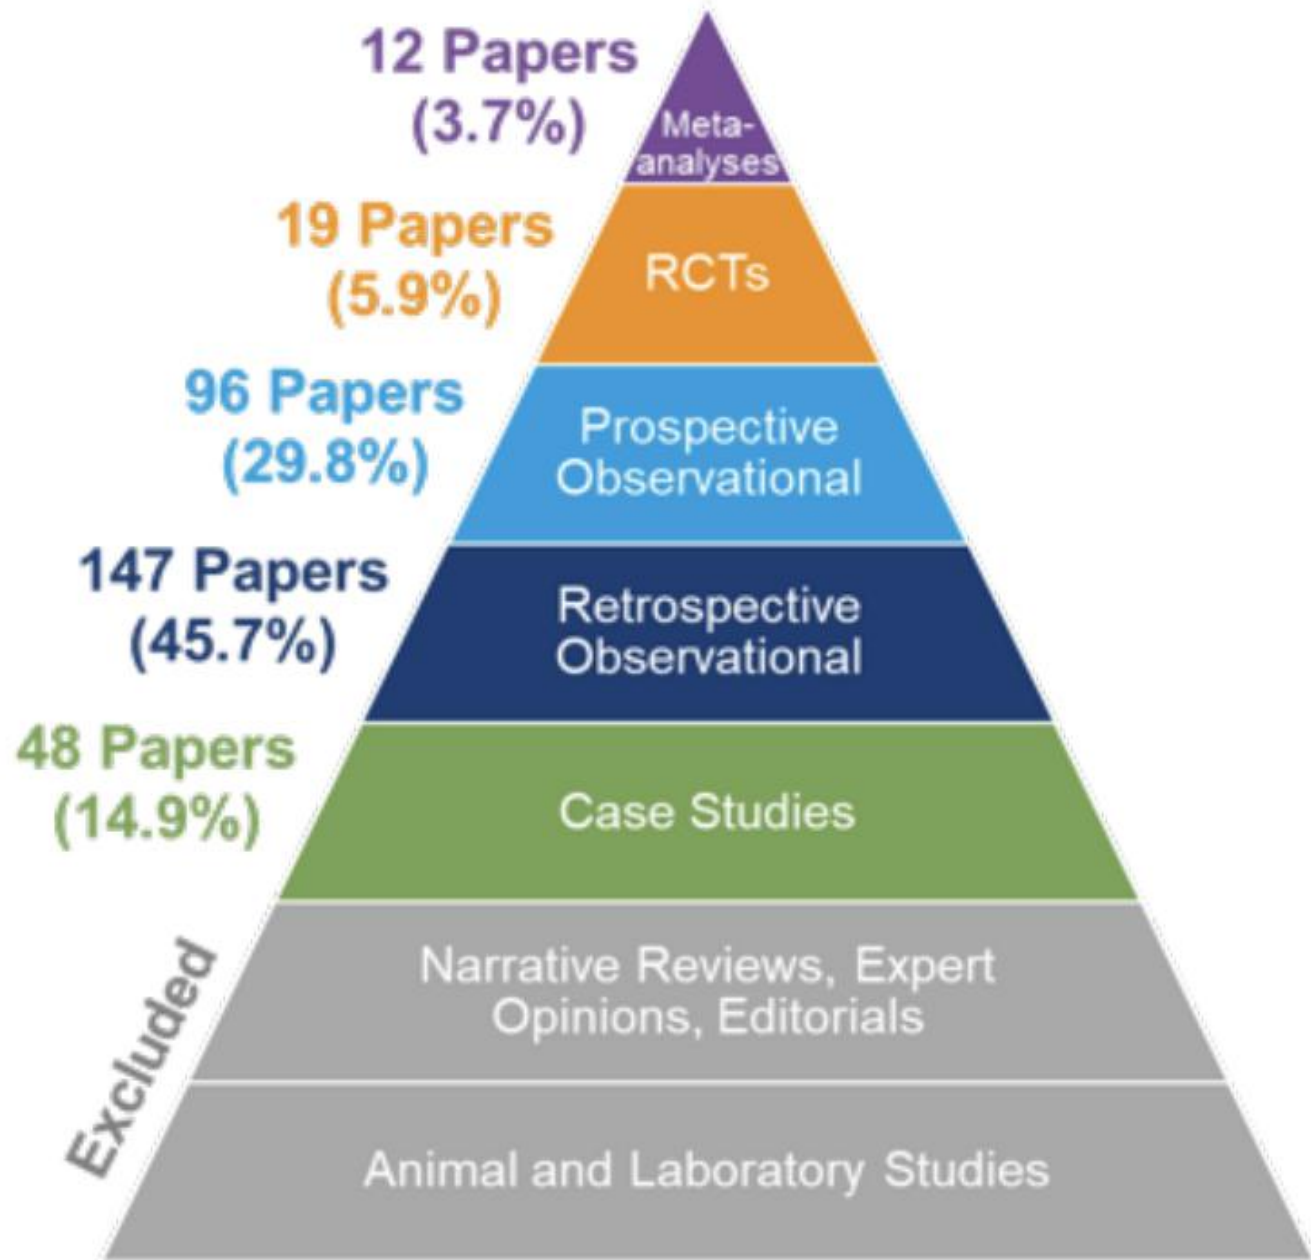 12 Papers
(3.7%)
Meta-
analyses
19 Papers
(5.9%)
RCTs
96 Papers
(29.8%)
Prospective
Observational
147 Papers
(45.7%)
Retrospective
Observational
48 Papers
(14.9%)
Case Studies
Excluded
Narrative Reviews, Expert
Opinions, Editorials
Animal and Laboratory Studies